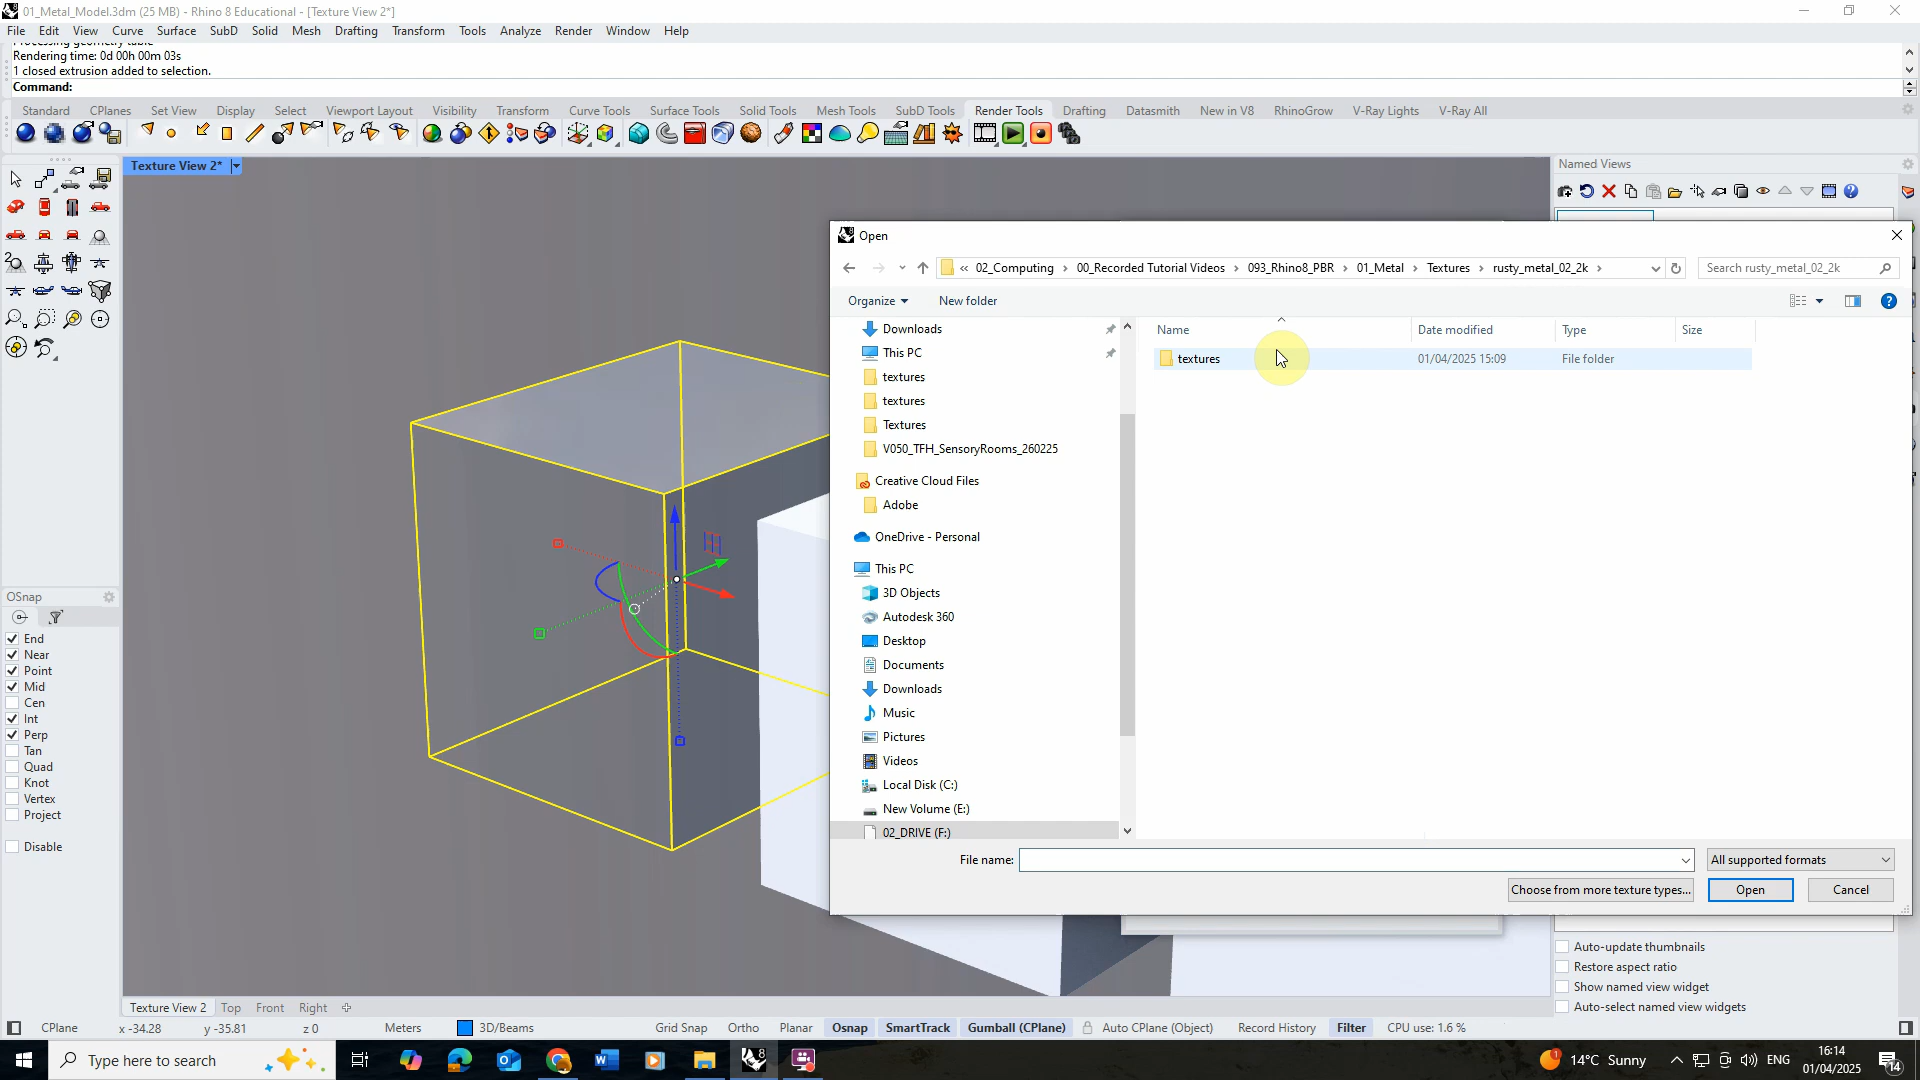 01_Metal_Model.3dm (25 MB) - Rhino 8 Educational - [Texture View 2*]
File Edit View Curve Surface SubD Solid Mesh Drafting Transform Tools Analyze Render Window Help
Processing geometry table
Rendering time: 0d 00h 00m 03s
1 closed extrusion added to selection.
Command:
Standard CPlanes Set View Display Select Viewport Layout Visibility Transform Curve Tools Surface Tools Solid Tools Mesh Tools SubD Tools Render Tools Drafting Datasmith New in V8 RhinoGrow V-Ray Lights V-Ray All
Texture View 2*
Named Views
Open
« 02_Computing › 00_Recorded Tutorial Videos › 093_Rhino8_PBR › 01_Metal › Textures › rusty_metal_02_2k ›
Search rusty_metal_02_2k
Organize New folder
Name Date modified Type Size
textures 01/04/2025 15:09 File folder
Downloads
This PC
textures
textures
Textures
V050_TFH_SensoryRooms_260225
Creative Cloud Files
Adobe
OneDrive - Personal
This PC
3D Objects
Autodesk 360
Desktop
Documents
Downloads
Music
Pictures
Videos
Local Disk (C:)
New Volume (E:)
02_DRIVE (F:)
File name:
All supported formats
Choose from more texture types...
Open
Cancel
OSnap
End
Near
Point
Mid
Cen
Int
Perp
Tan
Quad
Knot
Vertex
Project
Disable
Auto-update thumbnails
Restore aspect ratio
Show named view widget
Auto-select named view widgets
Texture View 2 Top Front Right
CPlane x -34.28 y -35.81 z 0 Meters 3D/Beams Grid Snap Ortho Planar Osnap SmartTrack Gumball (CPlane) Auto CPlane (Object) Record History Filter CPU use: 1.6 %
Type here to search
14°C Sunny
ENG
16:14
01/04/2025
14